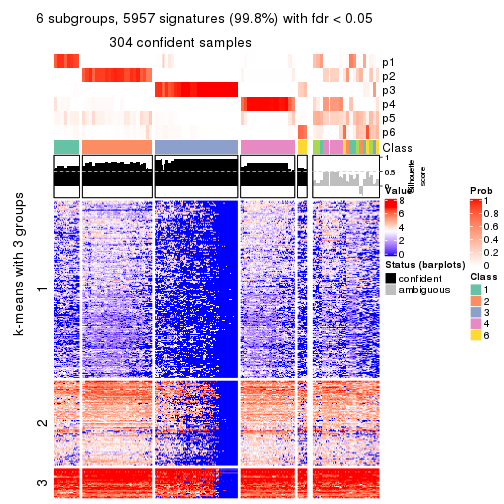 6 subgroups, 5957 signatures (99.8%) with fdr < 0.05
304 confident samples
p1
p2
p3
p4
p5
p6
Class
1
0.5
0
Silhouette
score
k-means with 3 groups
1
2
3
Value
8
6
4
2
0
Status (barplots)
confident
ambiguous
Prob
1
0.8
0.6
0.4
0.2
0
Class
1
2
3
4
6